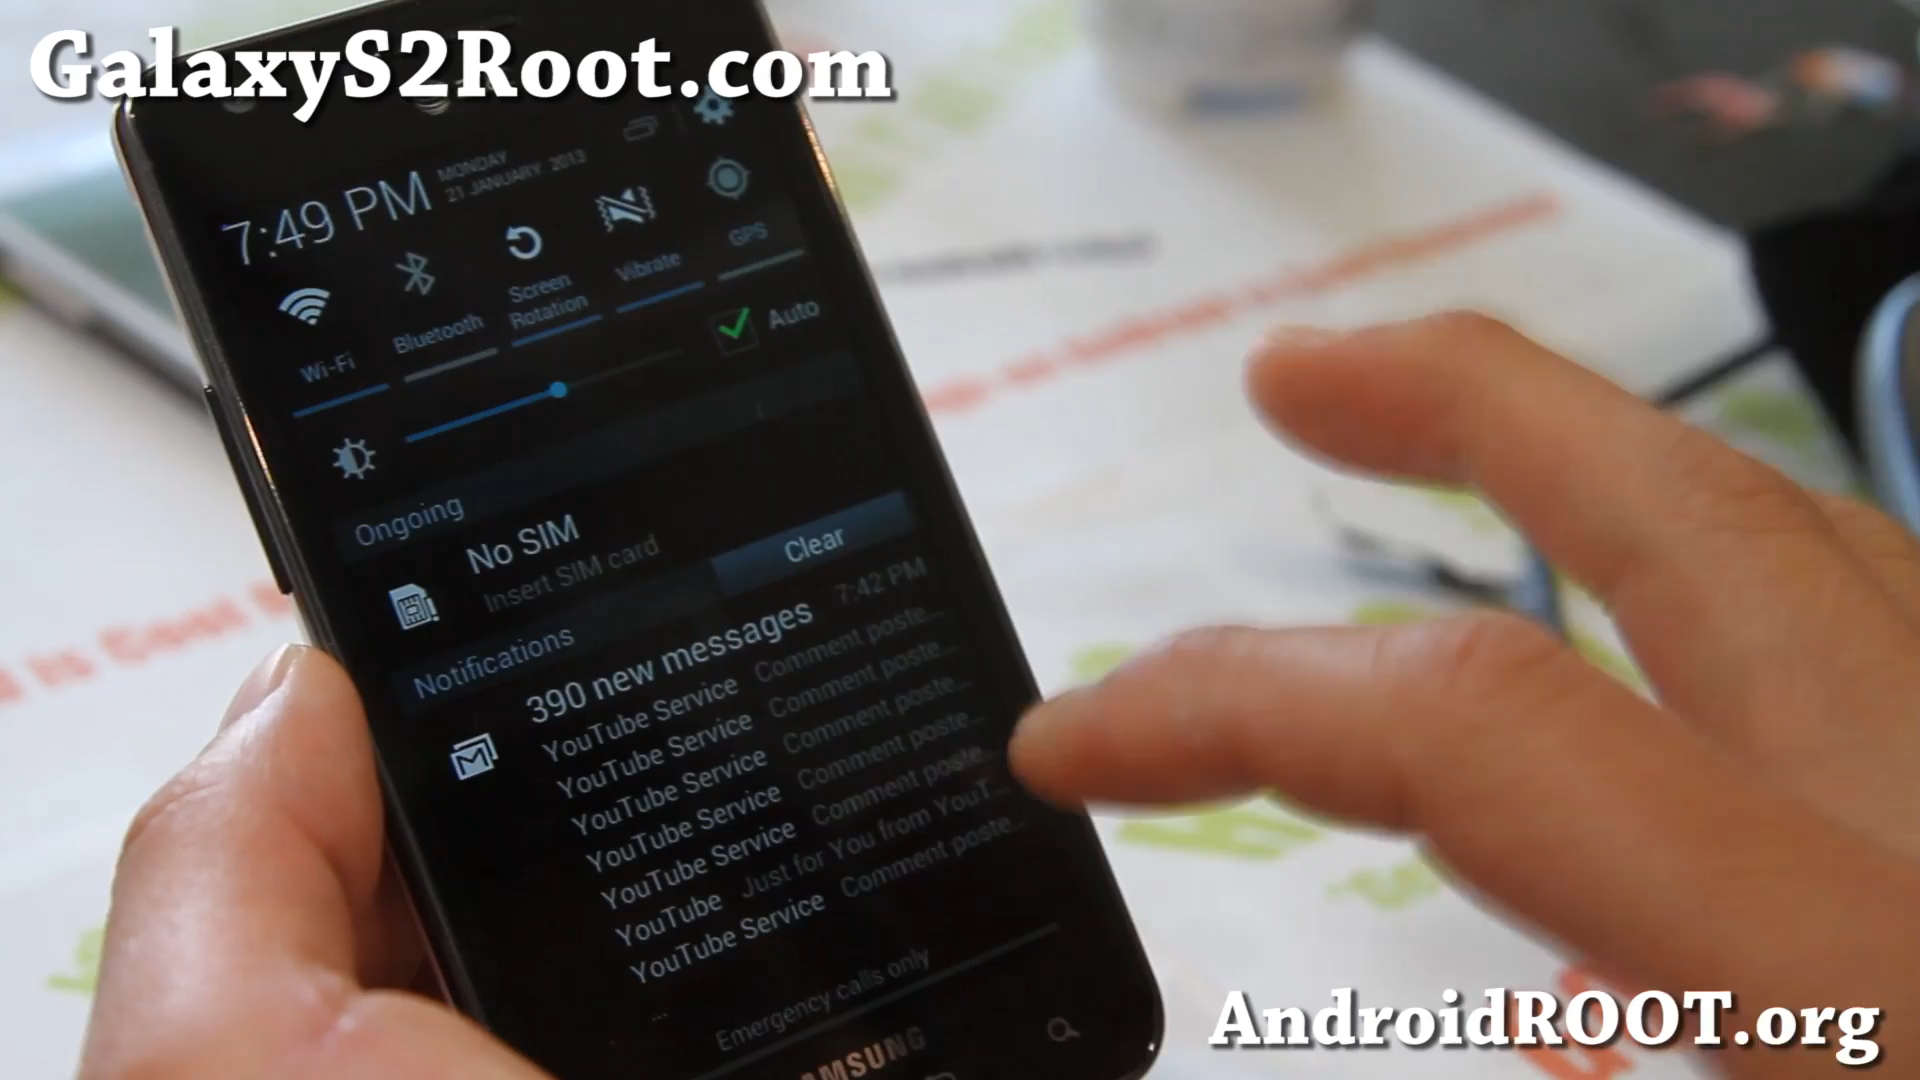 GalaxyS2Root.com
7:49 PM
MONDAY
21 JANUARY 2013
Wi-Fi
Bluetooth
Screen
Rotation
Vibrate
GPS
Auto
Ongoing
No SIM
Insert SIM card
Notifications
Clear
390 new messages 7:42 PM
YouTube Service Comment poste...
YouTube Service Comment poste...
YouTube Service Comment poste...
YouTube Service Comment poste...
YouTube Service Comment poste...
YouTube Just for You from YouT...
YouTube Service Comment poste...
...
Emergency calls only
AMSUNG
AndroidROOT.org